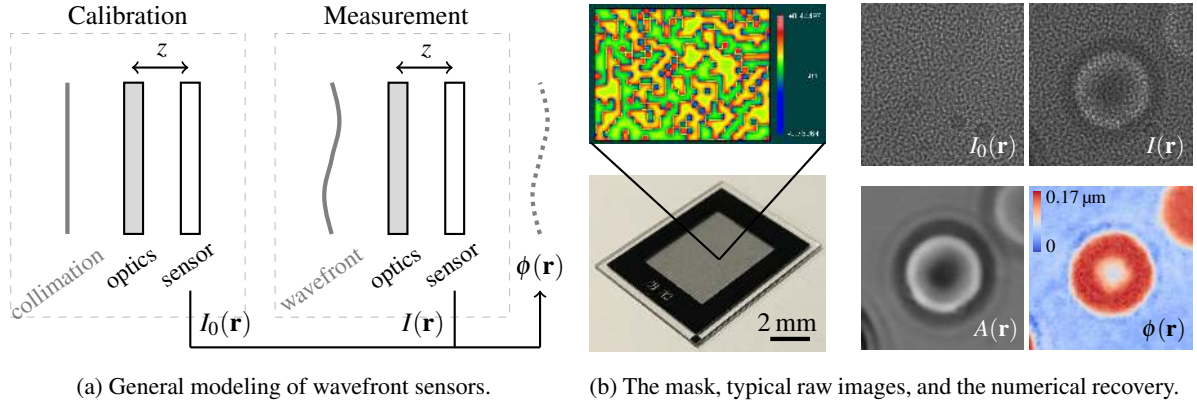 Calibration
Measurement
z
z
collimation
optics
sensor
wavefront
optics
sensor
ϕ(r)
I₀(r)
I(r)
(a) General modeling of wavefront sensors.
2 mm
I₀(r)
I(r)
A(r)
0.17 µm
0
ϕ(r)
(b) The mask, typical raw images, and the numerical recovery.